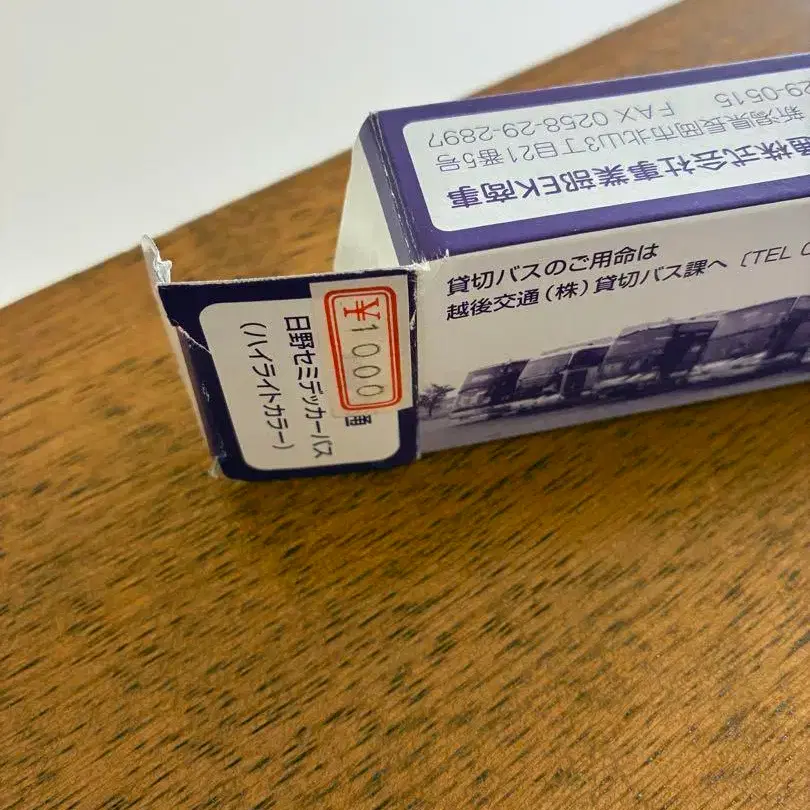 通株式会社事業部EK商事
新潟県長岡市北山3丁目21番5号
29-0515 FAX 0258-29-2897
貸切バスのご用命は
越後交通(株)貸切バス課へ〔TEL 0
¥1000
通
日野セミデッカーバス
(ハイライトカラー)